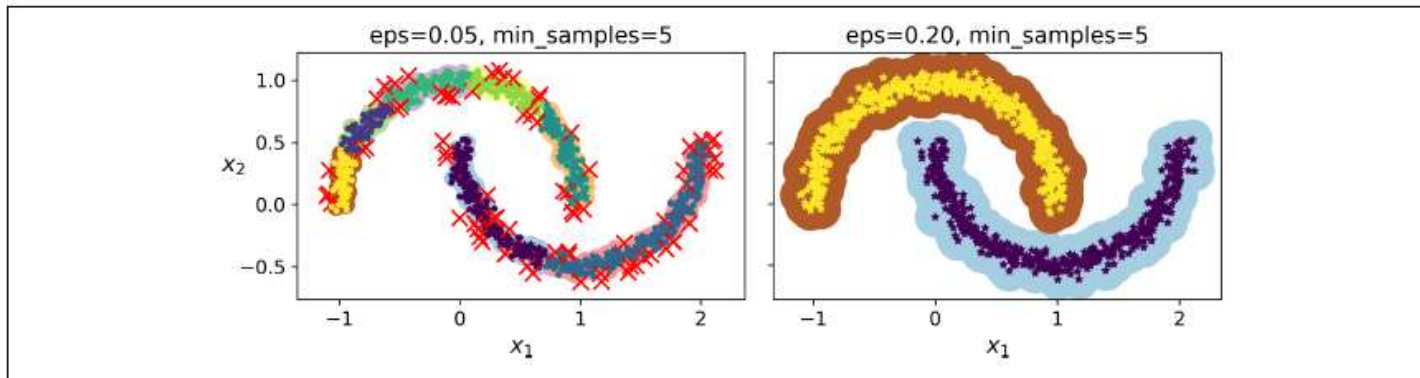 eps=0.05, min_samples=5
eps=0.20, min_samples=5
1.0
0.5
x₂
0.0
−0.5
−1 0 1 2
−1 0 1 2
x₁
x₁